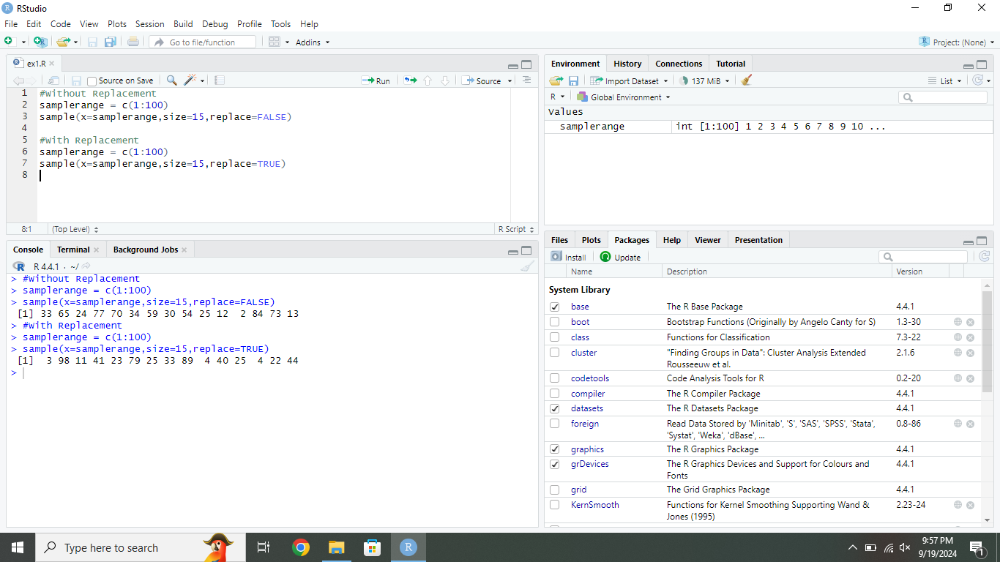 RStudio
File Edit Code View Plots Session Build Debug Profile Tools Help
Go to file/function Addins Project: (None)
ex1.R
Source on Save Run Source
1 #Without Replacement
2 samplerange = c(1:100)
3 sample(x=samplerange,size=15,replace=FALSE)
4
5 #With Replacement
6 samplerange = c(1:100)
7 sample(x=samplerange,size=15,replace=TRUE)
8
8:1 (Top Level) R Script
Console Terminal Background Jobs
R 4.4.1 · ~/
> #Without Replacement
> samplerange = c(1:100)
> sample(x=samplerange,size=15,replace=FALSE)
[1] 33 65 24 77 70 34 59 30 54 25 12 2 84 73 13
> #With Replacement
> samplerange = c(1:100)
> sample(x=samplerange,size=15,replace=TRUE)
[1] 3 98 11 41 23 79 25 33 89 4 40 25 4 22 44
>
Environment History Connections Tutorial
Import Dataset 137 MiB List
R Global Environment
Values
samplerange int [1:100] 1 2 3 4 5 6 7 8 9 10 ...
Files Plots Packages Help Viewer Presentation
Install Update
Name Description Version
System Library
base The R Base Package 4.4.1
boot Bootstrap Functions (Originally by Angelo Canty for S) 1.3-30
class Functions for Classification 7.3-22
cluster "Finding Groups in Data": Cluster Analysis Extended 2.1.6
Rousseeuw et al.
codetools Code Analysis Tools for R 0.2-20
compiler The R Compiler Package 4.4.1
datasets The R Datasets Package 4.4.1
foreign Read Data Stored by 'Minitab', 'S', 'SAS', 'SPSS', 'Stata', 0.8-86
'Systat', 'Weka', 'dBase', ...
graphics The R Graphics Package 4.4.1
grDevices The R Graphics Devices and Support for Colours and 4.4.1
Fonts
grid The Grid Graphics Package 4.4.1
KernSmooth Functions for Kernel Smoothing Supporting Wand & 2.23-24
Jones (1995)
Type here to search
9:57 PM
9/19/2024
1